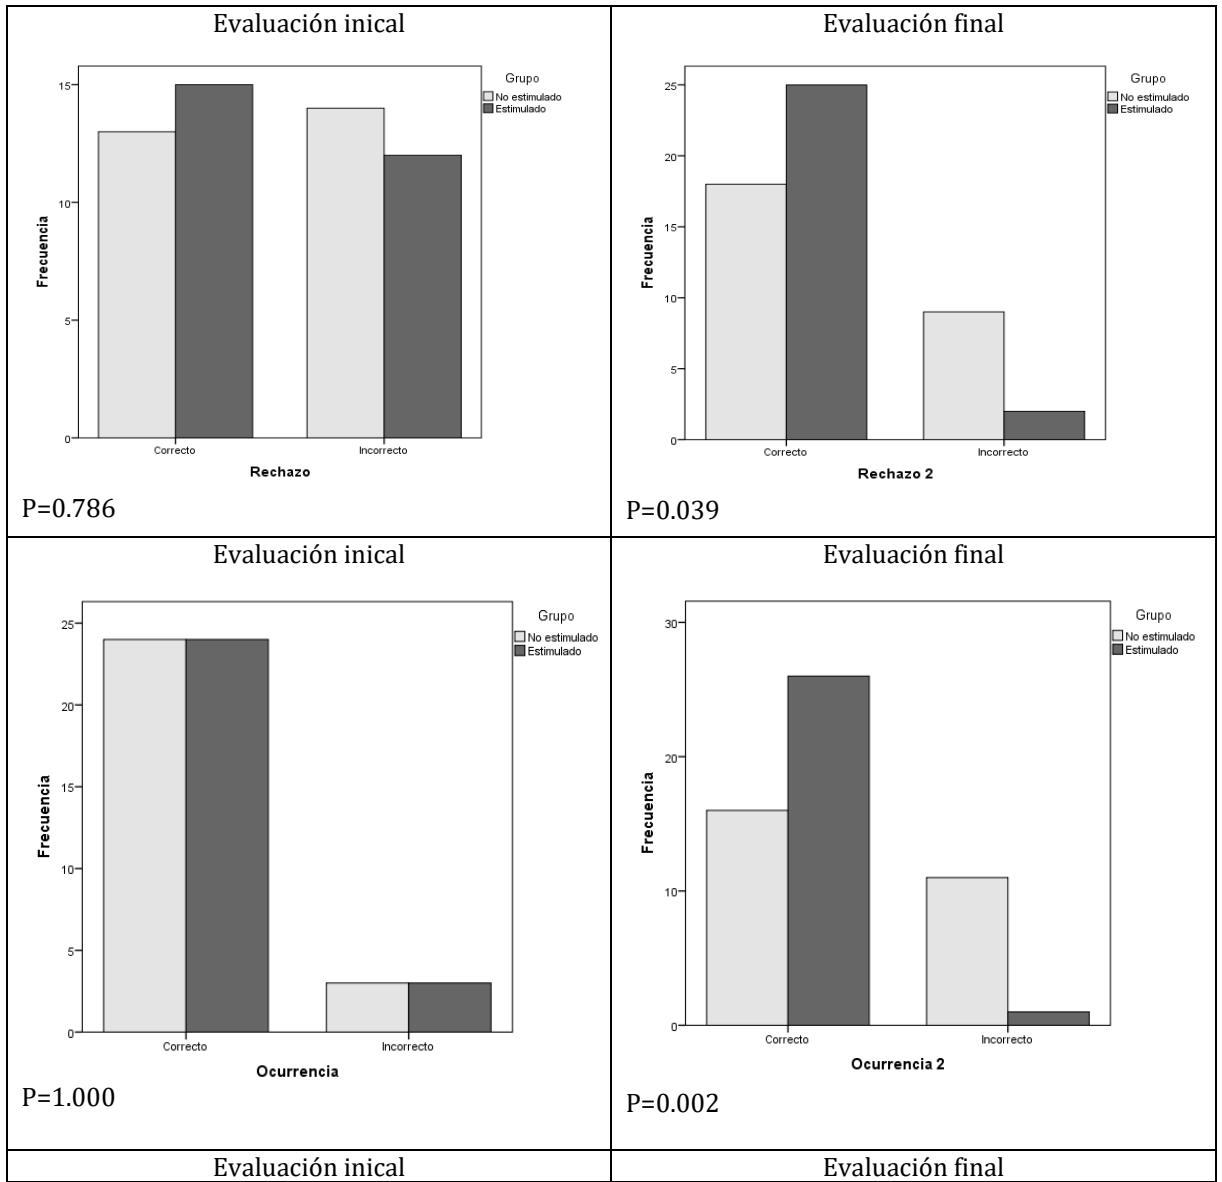 Evaluación inical
Evaluación final
Grupo
No estimulado
Estimulado
15
10
5
0
Frecuencia
Correcto
Incorrecto
Rechazo
P=0.786
Grupo
No estimulado
Estimulado
25
20
15
10
5
0
Frecuencia
Correcto
Incorrecto
Rechazo 2
P=0.039
Evaluación inical
Evaluación final
Grupo
No estimulado
Estimulado
25
20
15
10
5
0
Frecuencia
Correcto
Incorrecto
Ocurrencia
P=1.000
Grupo
No estimulado
Estimulado
30
20
10
0
Frecuencia
Correcto
Incorrecto
Ocurrencia 2
P=0.002
Evaluación inical
Evaluación final